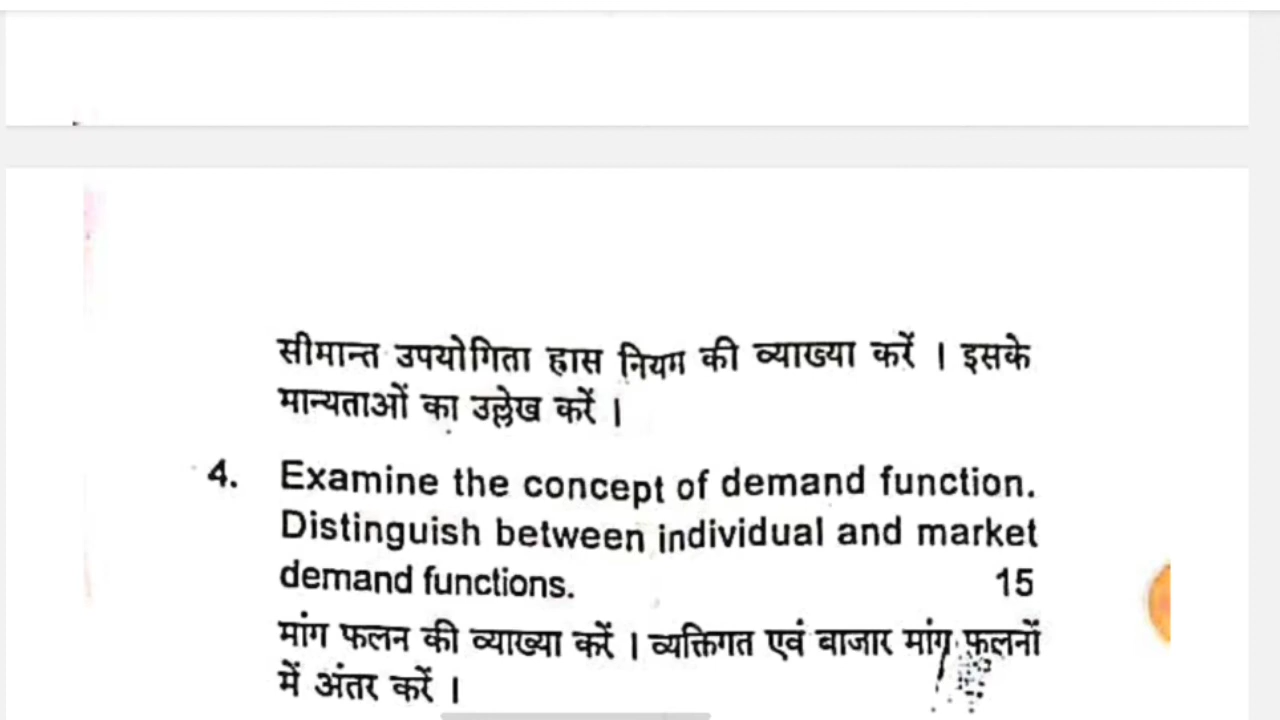 सीमान्त उपयोगिता ह्रास नियम की व्याख्या करें । इसके
मान्यताओं का उल्लेख करें ।
4. Examine the concept of demand function.
Distinguish between individual and market
demand functions. 15
मांग फलन की व्याख्या करें । व्यक्तिगत एवं बाजार मांग फलनों
में अंतर करें ।